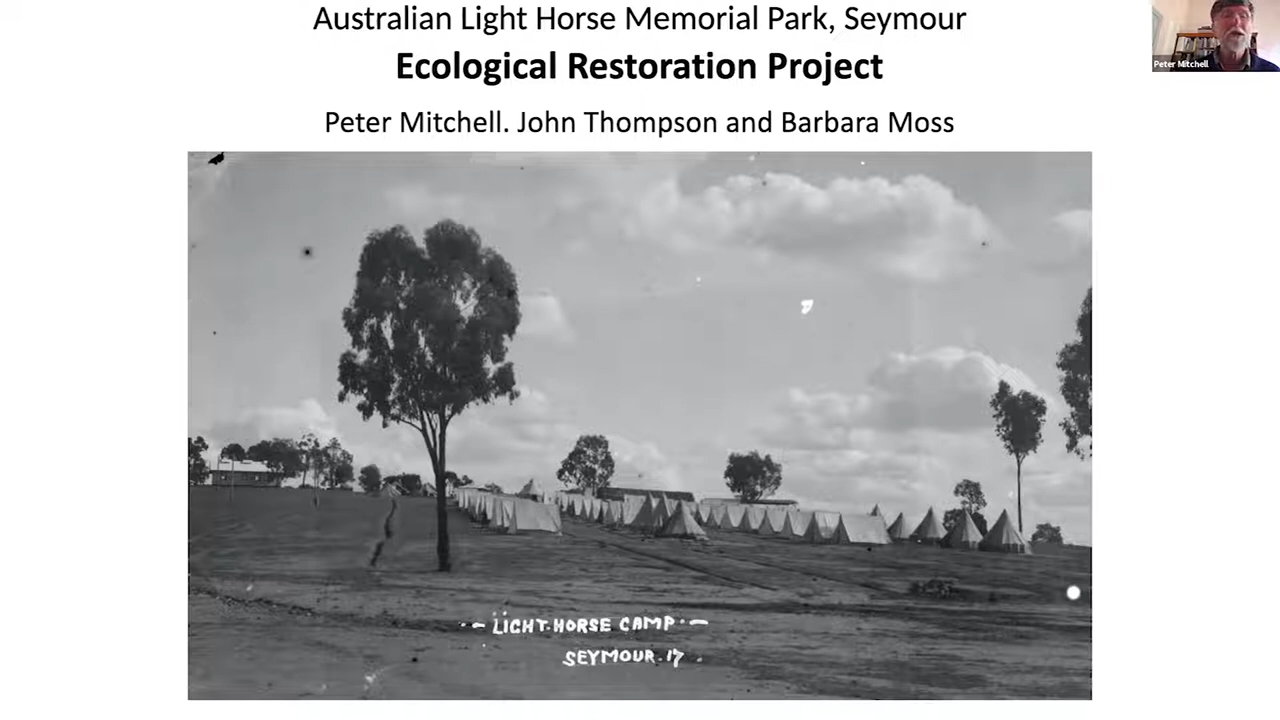 Australian Light Horse Memorial Park, Seymour
Ecological Restoration Project
Peter Mitchell. John Thompson and Barbara Moss
Peter Mitchell
LIGHT HORSE CAMP
SEYMOUR 17